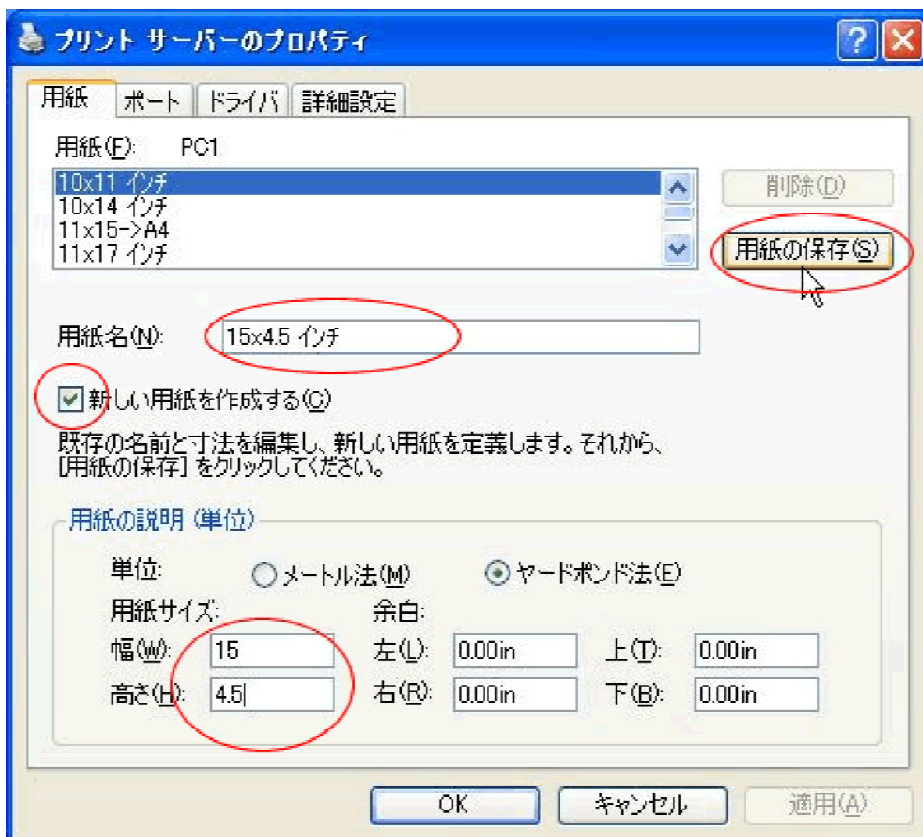 プリント サーバーのプロパティ
用紙 ポート ドライバ 詳細設定
用紙(F): PC1
10x11 インチ
10x14 インチ
11x15->A4
11x17 インチ
削除(D)
用紙の保存(S)
用紙名(N): 15x4.5 インチ
新しい用紙を作成する(C)
既存の名前と寸法を編集し、新しい用紙を定義します。それから、
[用紙の保存] をクリックしてください。
用紙の説明 (単位)
単位: メートル法(M) ヤードポンド法(E)
用紙サイズ: 余白:
幅(W): 15 左(L): 0.00in 上(T): 0.00in
高さ(H): 4.5 右(R): 0.00in 下(B): 0.00in
OK キャンセル 適用(A)